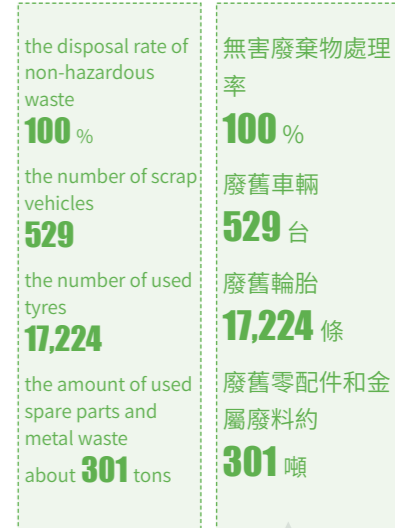 the disposal rate of
non-hazardous
waste
100 %
the number of scrap
vehicles
529
the number of used
tyres
17,224
the amount of used
spare parts and
metal waste
about 301 tons
無害廢棄物處理
率
100 %
廢舊車輛
529 台
廢舊輪胎
17,224 條
廢舊零配件和金
屬廢料約
301 噸